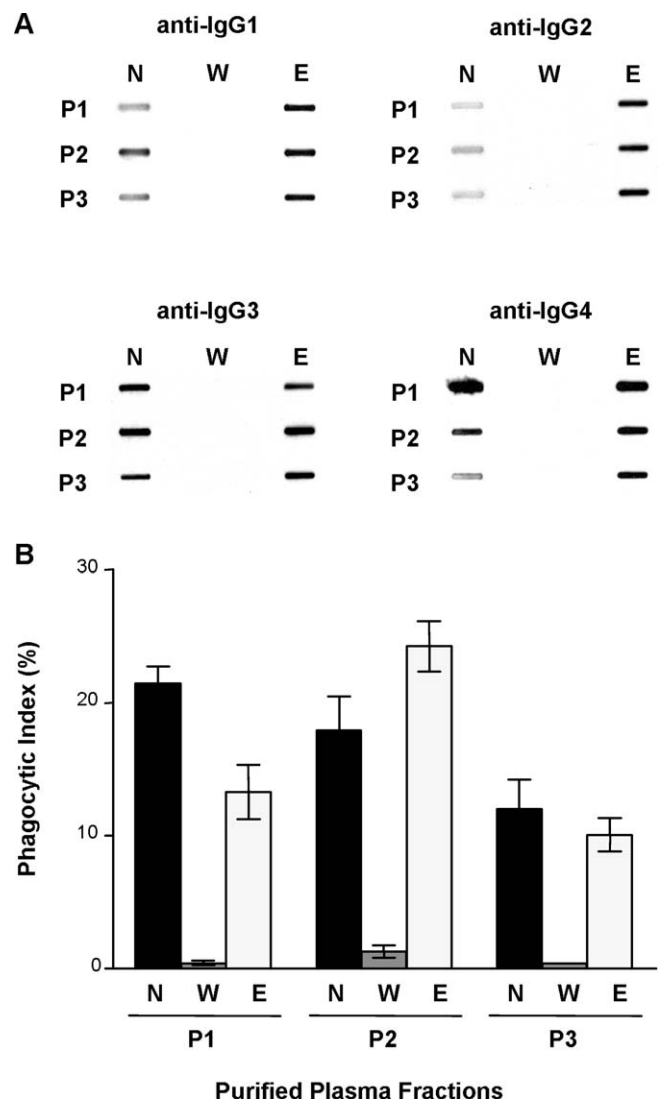 A
anti-IgG1
anti-IgG2
N W E
N W E
P1
P2
P3
P1
P2
P3
anti-IgG3
anti-IgG4
N W E
N W E
P1
P2
P3
P1
P2
P3
B
Phagocytic Index (%)
30
20
10
0
N W E N W E N W E
P1 P2 P3
Purified Plasma Fractions